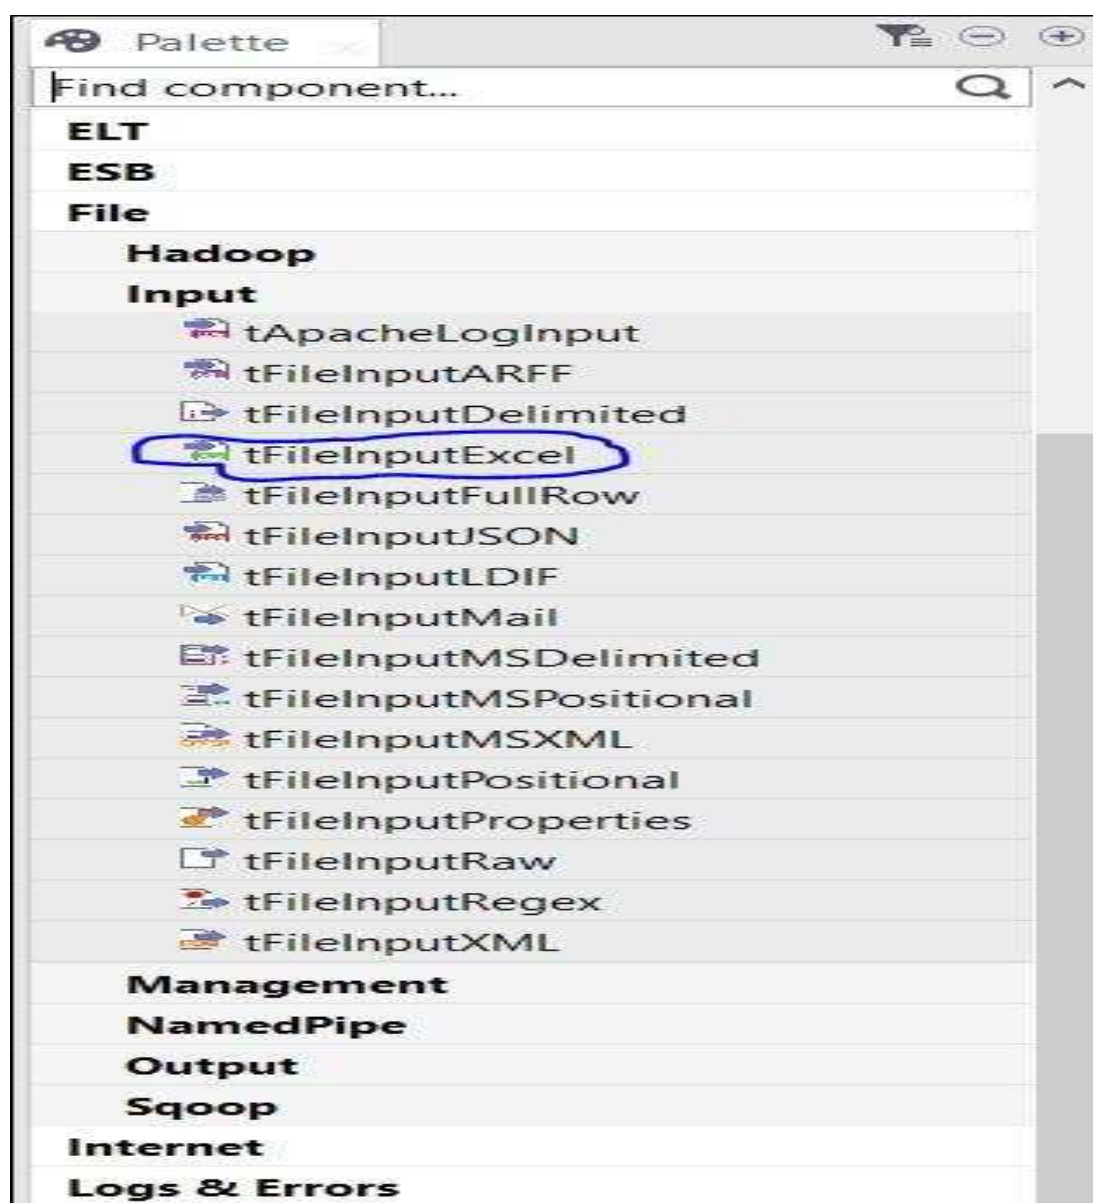 Palette
Find component...
ELT
ESB
File
Hadoop
Input
tApacheLogInput
tFileInputARFF
tFileInputDelimited
tFileInputExcel
tFileInputFullRow
tFileInputJSON
tFileInputLDIF
tFileInputMail
tFileInputMSDelimited
tFileInputMSPositional
tFileInputMSXML
tFileInputPositional
tFileInputProperties
tFileInputRaw
tFileInputRegex
tFileInputXML
Management
NamedPipe
Output
Sqoop
Internet
Logs & Errors